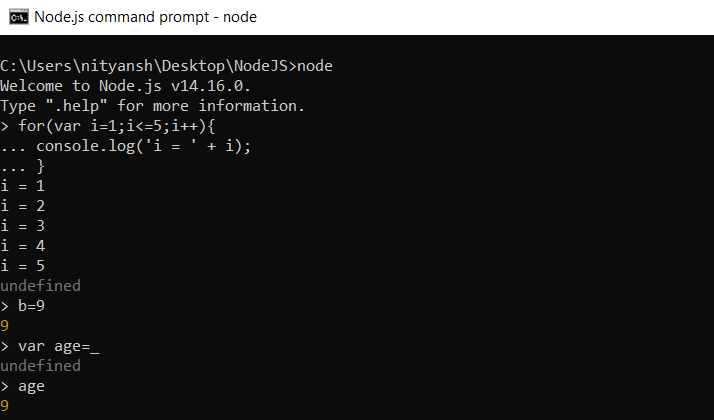 Node.js command prompt - node
C:\Users\nityansh\Desktop\NodeJS>node
Welcome to Node.js v14.16.0.
Type ".help" for more information.
> for(var i=1;i<=5;i++){
... console.log('i = ' + i);
... }
i = 1
i = 2
i = 3
i = 4
i = 5
undefined
> b=9
9
> var age=_
undefined
> age
9